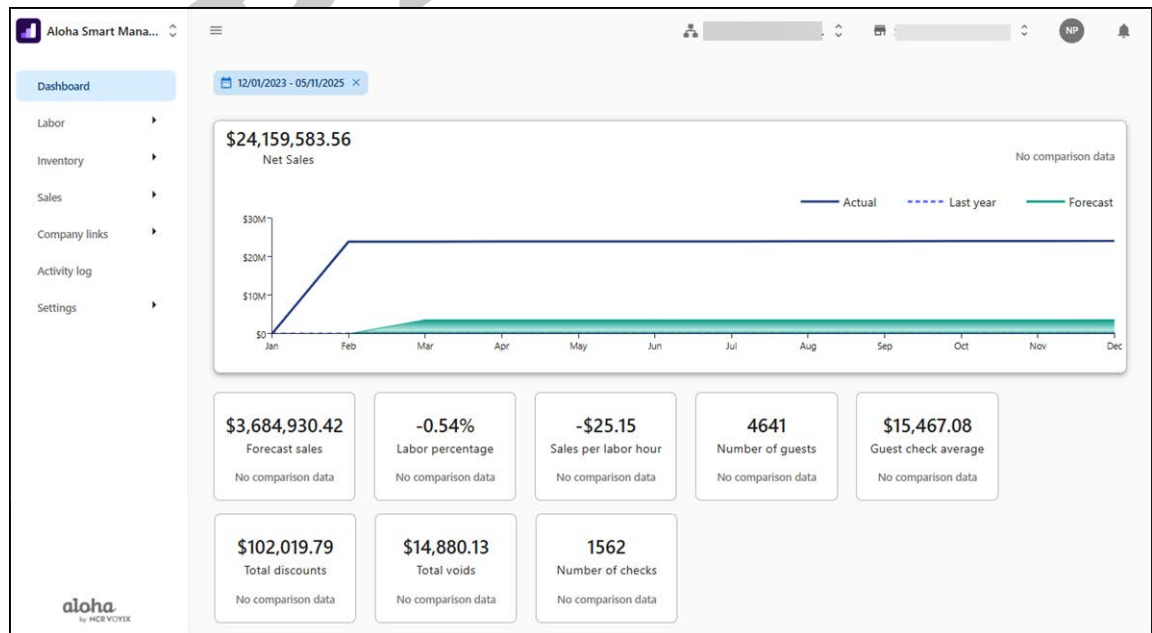 Aloha Smart Mana...
NP
Dashboard
Labor
Inventory
Sales
Company links
Activity log
Settings
aloha
by NCR VOYIX
12/01/2023 - 05/11/2025 ×
$24,159,583.56
Net Sales
No comparison data
Actual Last year Forecast
$30M
$20M
$10M
$0
Jan Feb Mar Apr May Jun Jul Aug Sep Oct Nov Dec
$3,684,930.42
Forecast sales
No comparison data
-0.54%
Labor percentage
No comparison data
-$25.15
Sales per labor hour
No comparison data
4641
Number of guests
No comparison data
$15,467.08
Guest check average
No comparison data
$102,019.79
Total discounts
No comparison data
$14,880.13
Total voids
No comparison data
1562
Number of checks
No comparison data